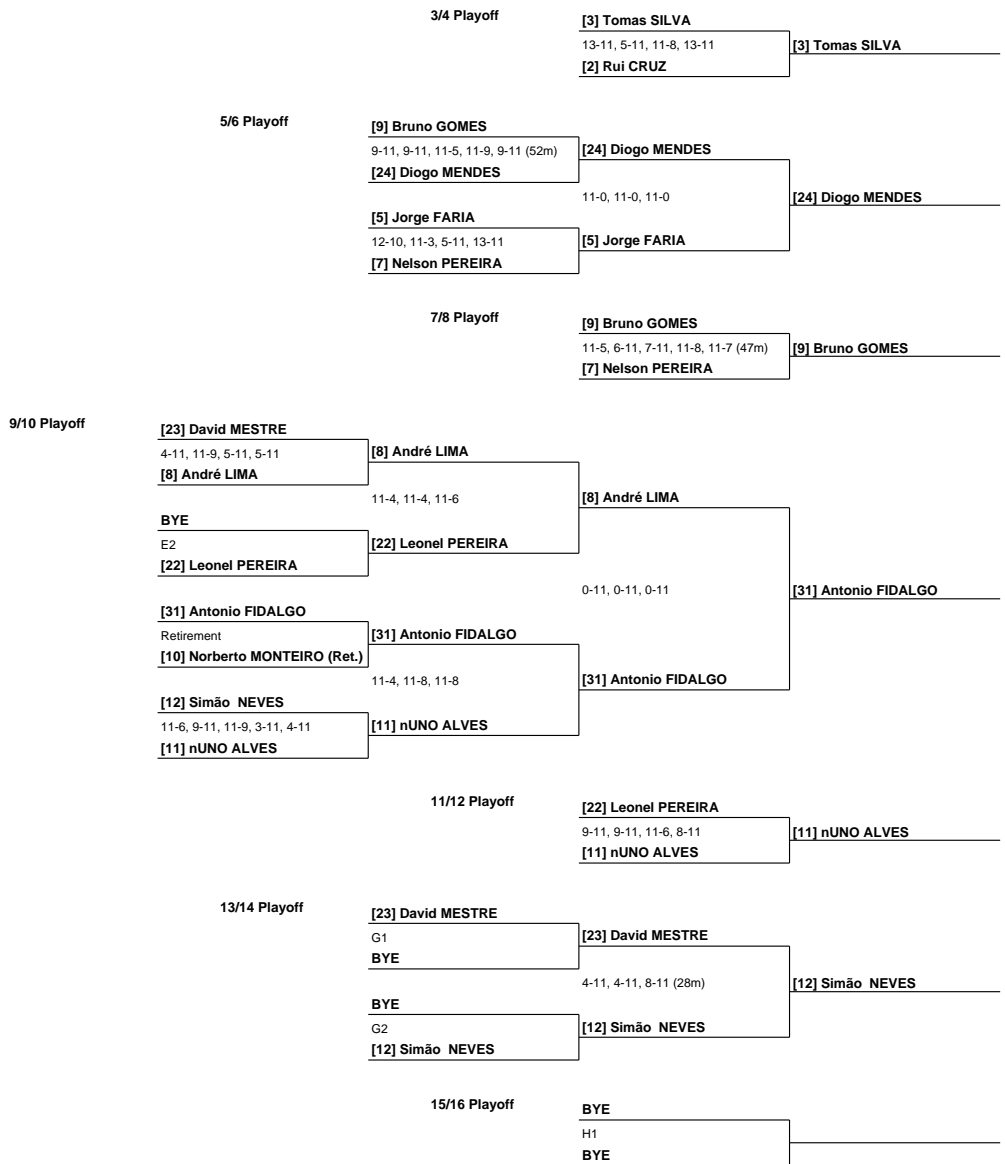 3/4 Playoff
[3] Tomas SILVA
13-11, 5-11, 11-8, 13-11
[3] Tomas SILVA
[2] Rui CRUZ
5/6 Playoff
[9] Bruno GOMES
9-11, 9-11, 11-5, 11-9, 9-11 (52m)
[24] Diogo MENDES
[24] Diogo MENDES
11-0, 11-0, 11-0
[24] Diogo MENDES
[5] Jorge FARIA
12-10, 11-3, 5-11, 13-11
[5] Jorge FARIA
[7] Nelson PEREIRA
7/8 Playoff
[9] Bruno GOMES
11-5, 6-11, 7-11, 11-8, 11-7 (47m)
[9] Bruno GOMES
[7] Nelson PEREIRA
9/10 Playoff
[23] David MESTRE
4-11, 11-9, 5-11, 5-11
[8] André LIMA
[8] André LIMA
11-4, 11-4, 11-6
[8] André LIMA
BYE
E2
[22] Leonel PEREIRA
[22] Leonel PEREIRA
0-11, 0-11, 0-11
[31] Antonio FIDALGO
[31] Antonio FIDALGO
Retirement
[31] Antonio FIDALGO
[10] Norberto MONTEIRO (Ret.)
11-4, 11-8, 11-8
[31] Antonio FIDALGO
[12] Simão  NEVES
11-6, 9-11, 11-9, 3-11, 4-11
[11] nUNO ALVES
[11] nUNO ALVES
11/12 Playoff
[22] Leonel PEREIRA
9-11, 9-11, 11-6, 8-11
[11] nUNO ALVES
[11] nUNO ALVES
13/14 Playoff
[23] David MESTRE
G1
[23] David MESTRE
BYE
4-11, 4-11, 8-11 (28m)
[12] Simão  NEVES
BYE
G2
[12] Simão  NEVES
[12] Simão  NEVES
15/16 Playoff
BYE
H1
BYE